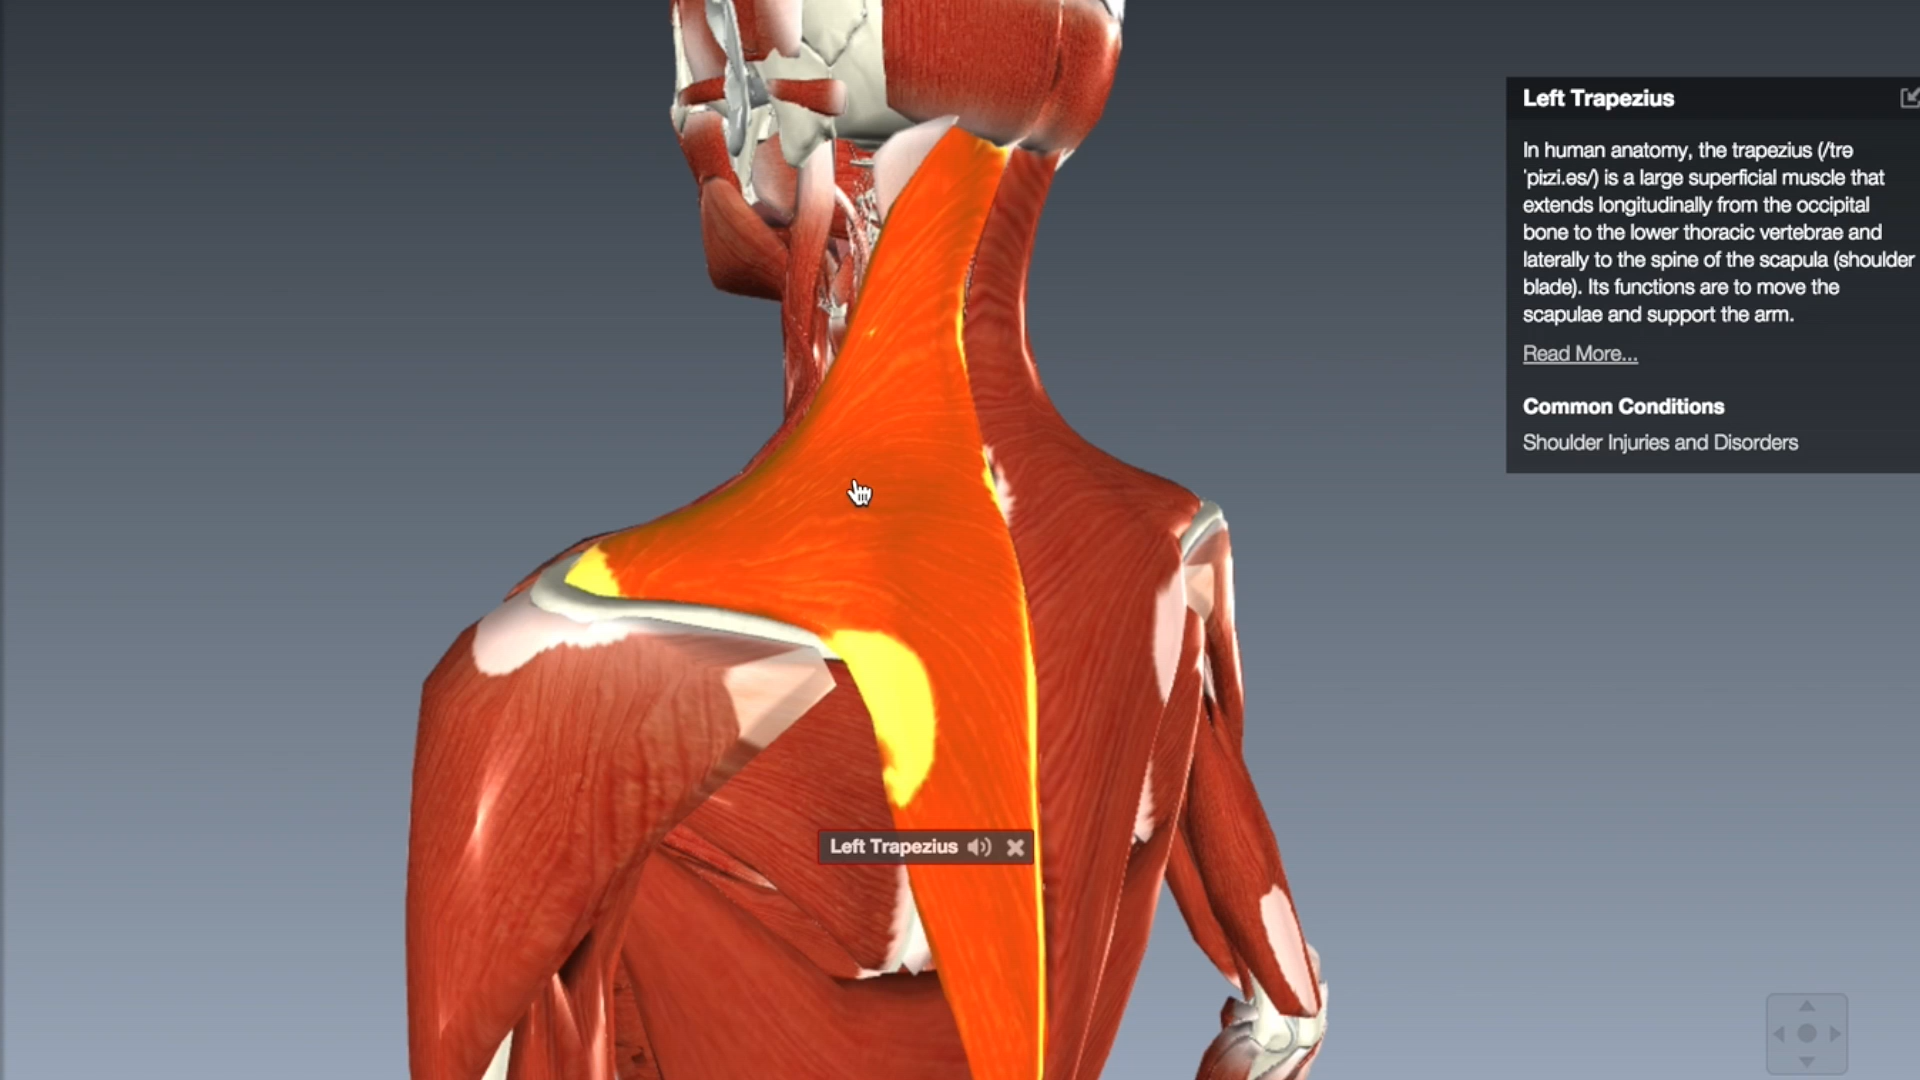 Left Trapezius
In human anatomy, the trapezius (/trə
ˈpiːzi.əs/) is a large superficial muscle that
extends longitudinally from the occipital
bone to the lower thoracic vertebrae and
laterally to the spine of the scapula (shoulder
blade). Its functions are to move the
scapulae and support the arm.
Read More...
Common Conditions
Shoulder Injuries and Disorders
Left Trapezius